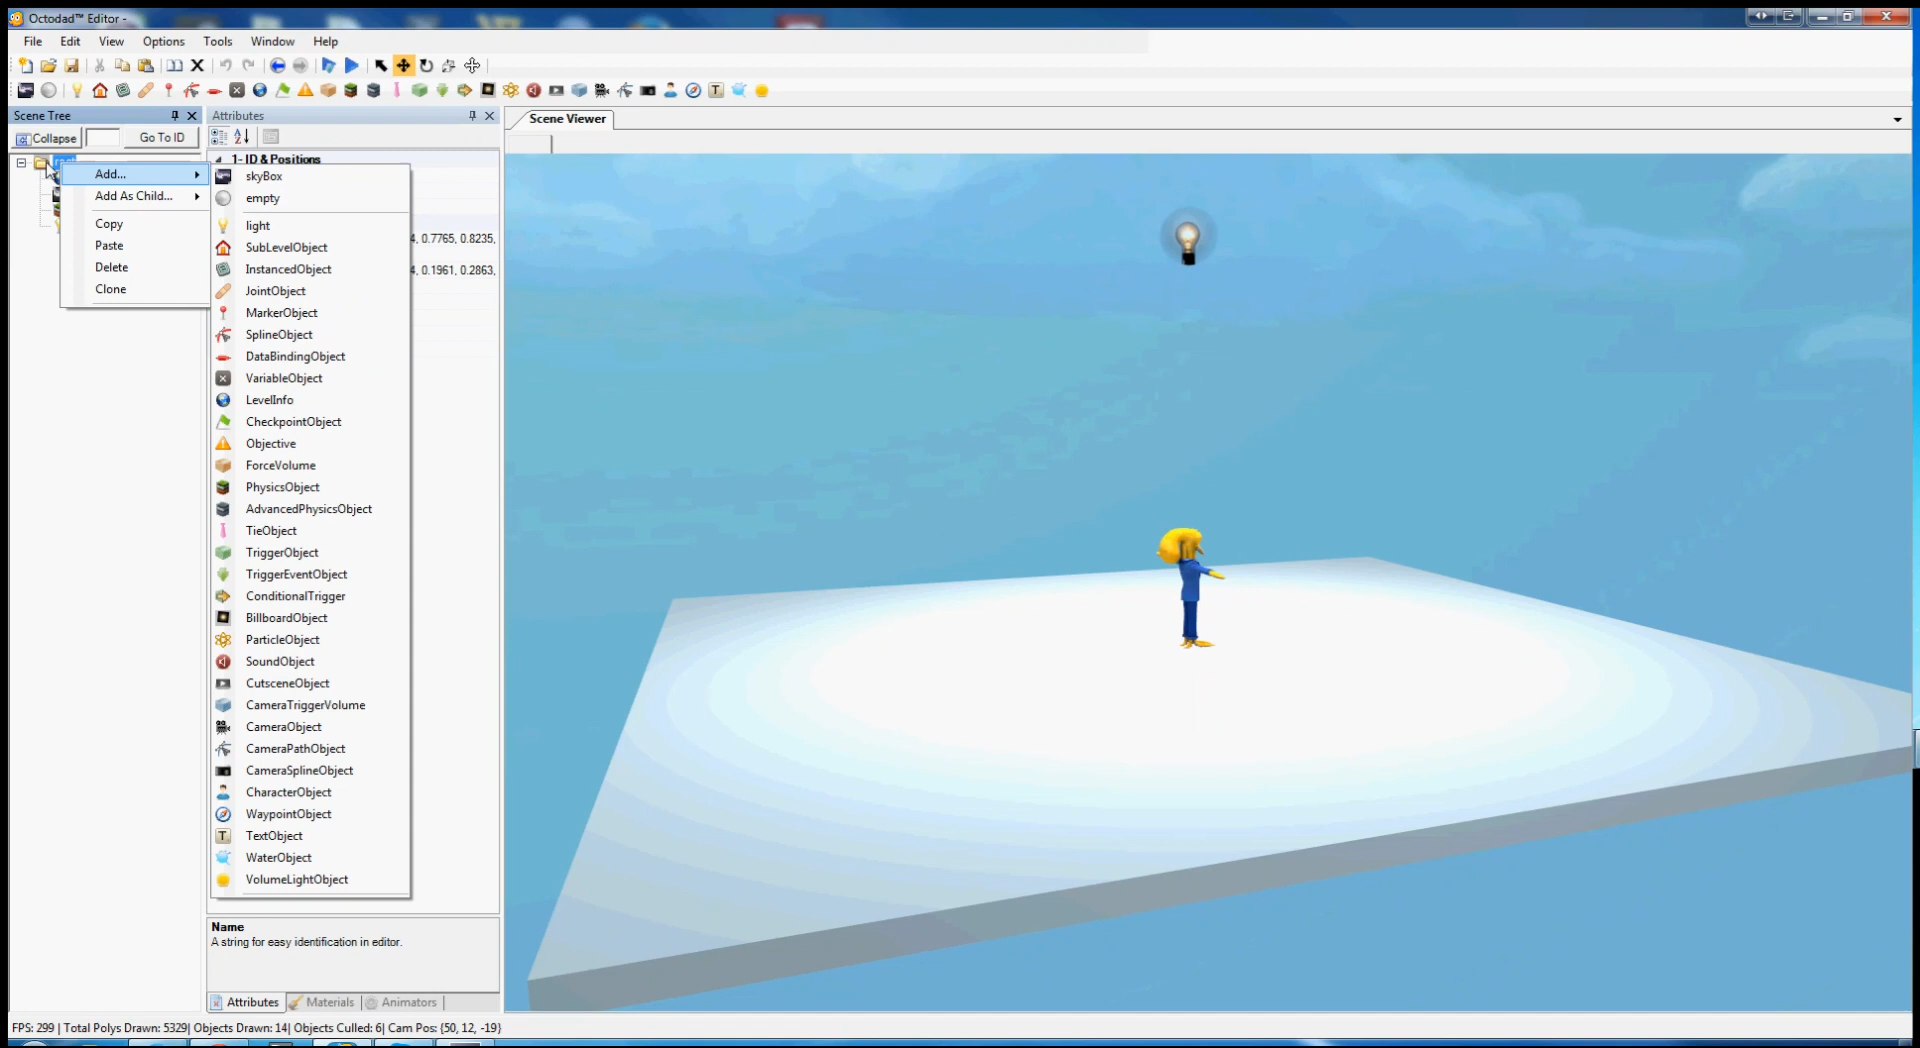 Octodad™ Editor -
File Edit View Options Tools Window Help
Scene Tree
Attributes
Scene Viewer
Collapse
Go To ID
1- ID & Positions
Add...
Add As Child...
Copy
Paste
Delete
Clone
skyBox
empty
light
SubLevelObject
InstancedObject
JointObject
MarkerObject
SplineObject
DataBindingObject
VariableObject
LevelInfo
CheckpointObject
Objective
ForceVolume
PhysicsObject
AdvancedPhysicsObject
TieObject
TriggerObject
TriggerEventObject
ConditionalTrigger
BillboardObject
ParticleObject
SoundObject
CutsceneObject
CameraTriggerVolume
CameraObject
CameraPathObject
CameraSplineObject
CharacterObject
WaypointObject
TextObject
WaterObject
VolumeLightObject
4, 0.7765, 0.8235,
4, 0.1961, 0.2863,
Name
A string for easy identification in editor.
Attributes Materials Animators
FPS: 299 | Total Polys Drawn: 5329| Objects Drawn: 14| Objects Culled: 6| Cam Pos: {50, 12, -19}